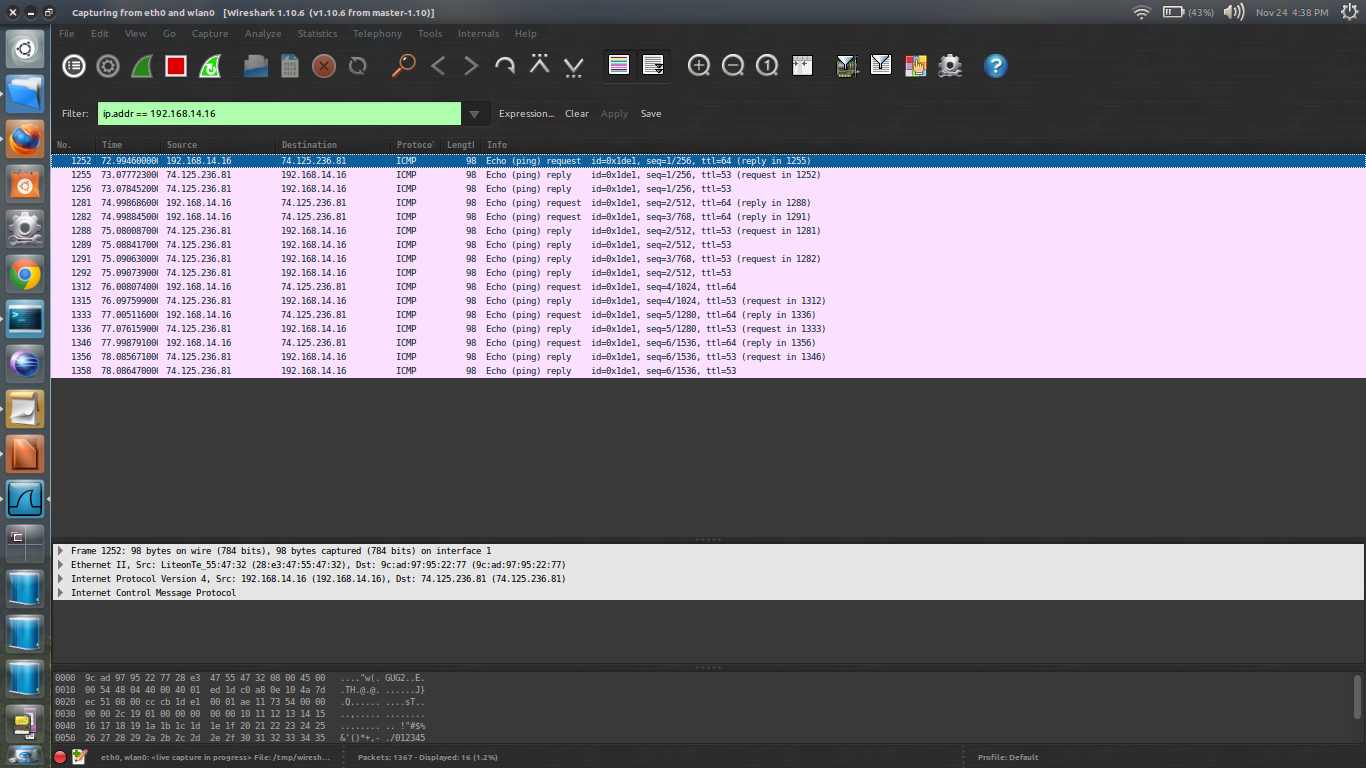 Capturing from eth0 and wlan0 [Wireshark 1.10.6 (v1.10.6 from master-1.10)]
(43%) Nov 24 4:38 PM
File Edit View Go Capture Analyze Statistics Telephony Tools Internals Help
Filter: ip.addr == 192.168.14.16 Expression... Clear Apply Save
No. Time Source Destination Protocol Length Info
1252 72.99460000 192.168.14.16 74.125.236.81 ICMP 98 Echo (ping) request id=0x1de1, seq=1/256, ttl=64 (reply in 1255)
1255 73.07772300 74.125.236.81 192.168.14.16 ICMP 98 Echo (ping) reply id=0x1de1, seq=1/256, ttl=53 (request in 1252)
1256 73.07845200 74.125.236.81 192.168.14.16 ICMP 98 Echo (ping) reply id=0x1de1, seq=1/256, ttl=53
1281 74.99868600 192.168.14.16 74.125.236.81 ICMP 98 Echo (ping) request id=0x1de1, seq=2/512, ttl=64 (reply in 1288)
1282 74.99884500 192.168.14.16 74.125.236.81 ICMP 98 Echo (ping) request id=0x1de1, seq=3/768, ttl=64 (reply in 1291)
1288 75.08008700 74.125.236.81 192.168.14.16 ICMP 98 Echo (ping) reply id=0x1de1, seq=2/512, ttl=53 (request in 1281)
1289 75.08841700 74.125.236.81 192.168.14.16 ICMP 98 Echo (ping) reply id=0x1de1, seq=2/512, ttl=53
1291 75.09063000 74.125.236.81 192.168.14.16 ICMP 98 Echo (ping) reply id=0x1de1, seq=3/768, ttl=53 (request in 1282)
1292 75.09073900 74.125.236.81 192.168.14.16 ICMP 98 Echo (ping) reply id=0x1de1, seq=2/512, ttl=53
1312 76.00807400 192.168.14.16 74.125.236.81 ICMP 98 Echo (ping) request id=0x1de1, seq=4/1024, ttl=64
1315 76.09759900 74.125.236.81 192.168.14.16 ICMP 98 Echo (ping) reply id=0x1de1, seq=4/1024, ttl=53 (request in 1312)
1333 77.00511600 192.168.14.16 74.125.236.81 ICMP 98 Echo (ping) request id=0x1de1, seq=5/1280, ttl=64 (reply in 1336)
1336 77.07615900 74.125.236.81 192.168.14.16 ICMP 98 Echo (ping) reply id=0x1de1, seq=5/1280, ttl=53 (request in 1333)
1346 77.99879100 192.168.14.16 74.125.236.81 ICMP 98 Echo (ping) request id=0x1de1, seq=6/1536, ttl=64 (reply in 1356)
1356 78.08567100 74.125.236.81 192.168.14.16 ICMP 98 Echo (ping) reply id=0x1de1, seq=6/1536, ttl=53 (request in 1346)
1358 78.08647000 74.125.236.81 192.168.14.16 ICMP 98 Echo (ping) reply id=0x1de1, seq=6/1536, ttl=53
Frame 1252: 98 bytes on wire (784 bits), 98 bytes captured (784 bits) on interface 1
Ethernet II, Src: LiteonTe_55:47:32 (28:e3:47:55:47:32), Dst: 9c:ad:97:95:22:77 (9c:ad:97:95:22:77)
Internet Protocol Version 4, Src: 192.168.14.16 (192.168.14.16), Dst: 74.125.236.81 (74.125.236.81)
Internet Control Message Protocol
0000 9c ad 97 95 22 77 28 e3 47 55 47 32 08 00 45 00 ...."w(. GUG2..E.
0010 00 54 48 04 40 00 40 01 ed 1d c0 a8 0e 10 4a 7d .TH.@.@. ......J}
0020 ec 51 08 00 cc cb 1d e1 00 01 ae 11 73 54 00 00 .Q...... ....sT..
0030 00 00 2c 19 01 00 00 00 00 00 10 11 12 13 14 15 ..,..... ........
0040 16 17 18 19 1a 1b 1c 1d 1e 1f 20 21 22 23 24 25 ........ .. !"#$%
0050 26 27 28 29 2a 2b 2c 2d 2e 2f 30 31 32 33 34 35 &'()*+,- ./012345
eth0, wlan0: <live capture in progress> File: /tmp/wiresh... Packets: 1367 · Displayed: 16 (1.2%) Profile: Default